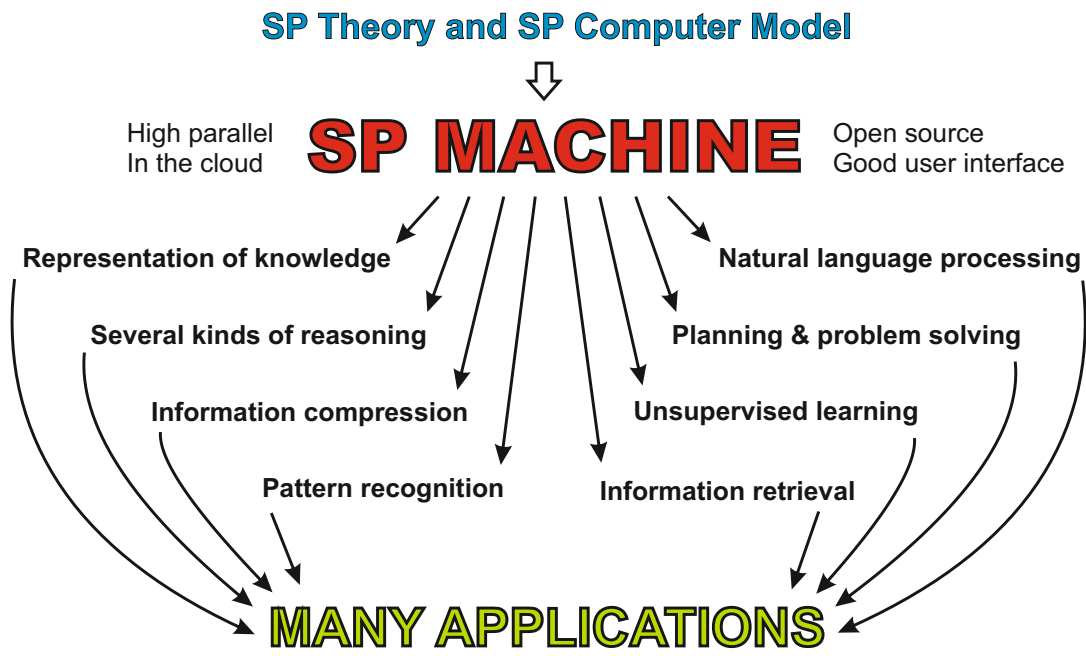 SP Theory and SP Computer Model
High parallel
In the cloud
SP MACHINE
Open source
Good user interface
Representation of knowledge
Natural language processing
Several kinds of reasoning
Planning & problem solving
Information compression
Unsupervised learning
Pattern recognition
Information retrieval
MANY APPLICATIONS